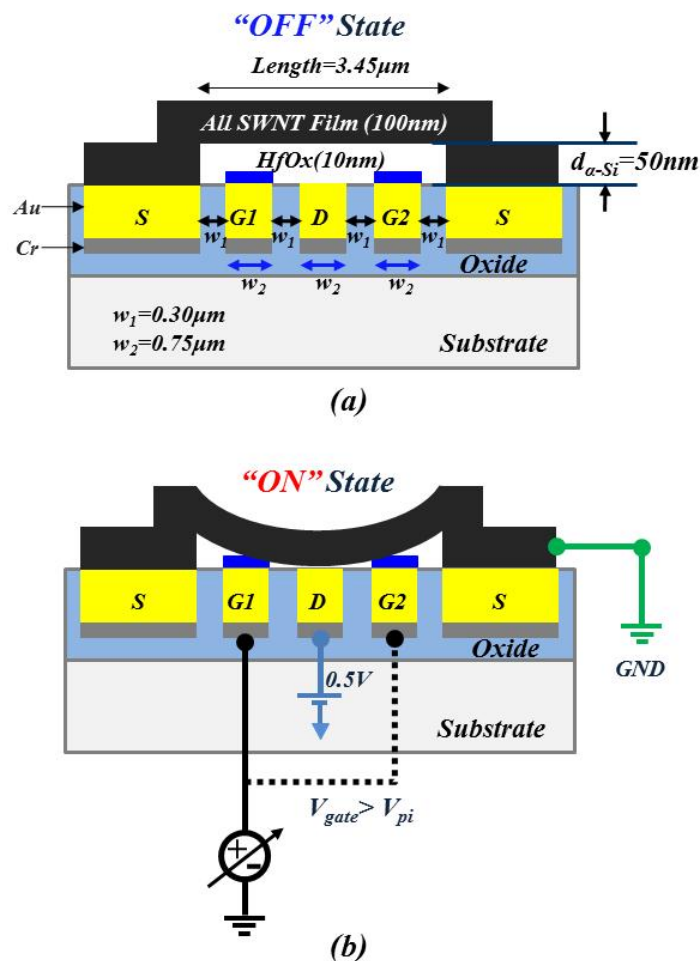 “OFF” State
Length=3.45μm
All SWNT Film (100nm)
HfOx(10nm)
dα-Si=50nm
Au
S
G1
D
G2
S
w1
w1
w1
w1
Cr
Oxide
w2
w2
w2
w1=0.30μm
w2=0.75μm
Substrate
(a)
“ON” State
S
G1
D
G2
S
Oxide
GND
0.5V
Substrate
Vgate> Vpi
+
-
(b)